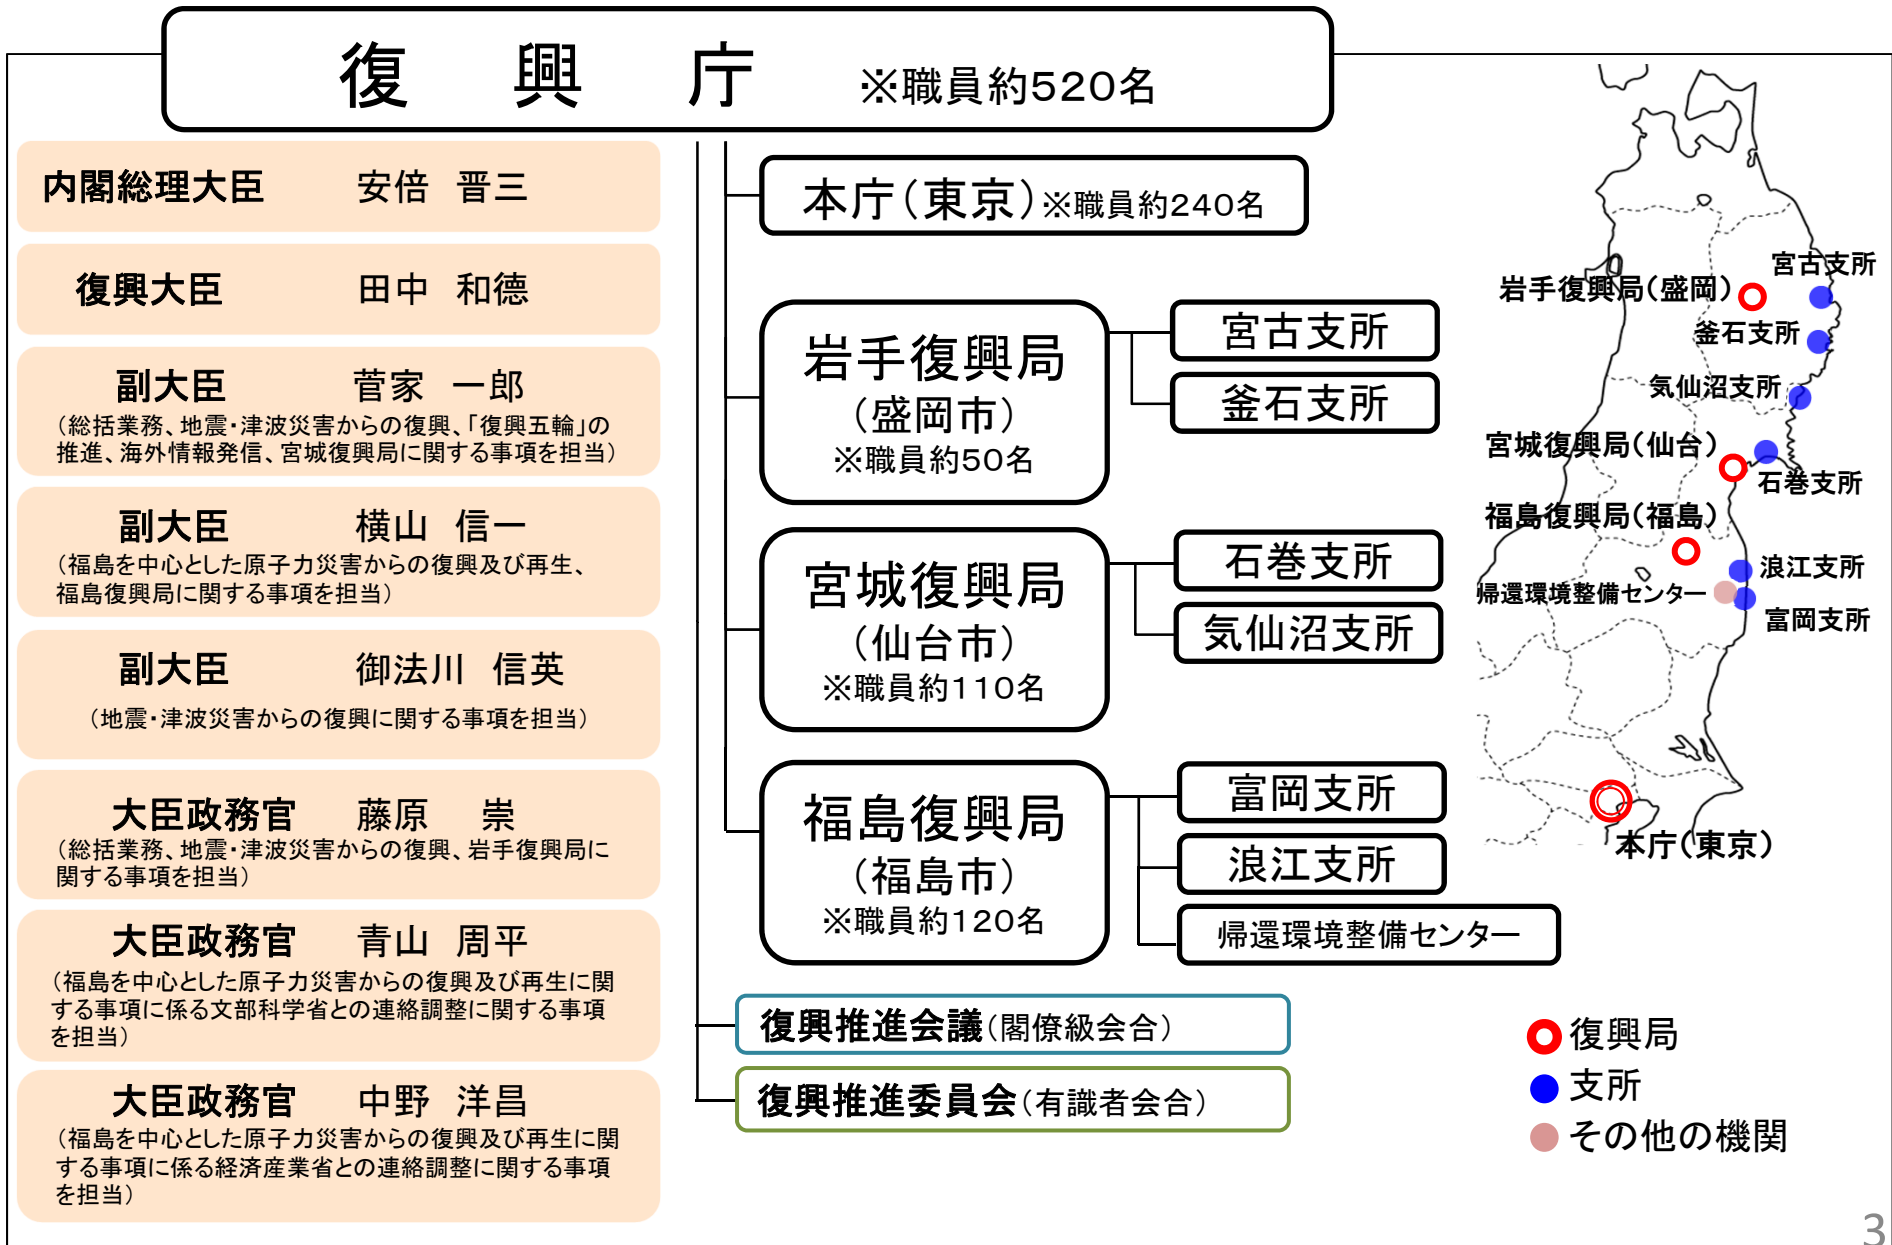 復興庁 ※職員約520名
内閣総理大臣 安倍 晋三
復興大臣 田中 和德
副大臣 菅家 一郎
（総括業務、地震・津波災害からの復興、「復興五輪」の
推進、海外情報発信、宮城復興局に関する事項を担当）
副大臣 横山 信一
（福島を中心とした原子力災害からの復興及び再生、
福島復興局に関する事項を担当）
副大臣 御法川 信英
（地震・津波災害からの復興に関する事項を担当）
大臣政務官 藤原 崇
（総括業務、地震・津波災害からの復興、岩手復興局に
関する事項を担当）
大臣政務官 青山 周平
（福島を中心とした原子力災害からの復興及び再生に関
する事項に係る文部科学省との連絡調整に関する事項
を担当）
大臣政務官 中野 洋昌
（福島を中心とした原子力災害からの復興及び再生に関
する事項に係る経済産業省との連絡調整に関する事項
を担当）
本庁（東京）※職員約240名
岩手復興局
（盛岡市）
※職員約50名
宮古支所
釜石支所
宮城復興局
（仙台市）
※職員約110名
石巻支所
気仙沼支所
福島復興局
（福島市）
※職員約120名
富岡支所
浪江支所
帰還環境整備センター
復興推進会議（閣僚級会合）
復興推進委員会（有識者会合）
宮古支所
岩手復興局（盛岡）
釜石支所
気仙沼支所
宮城復興局（仙台）
石巻支所
福島復興局（福島）
浪江支所
帰還環境整備センター
富岡支所
本庁（東京）
復興局
支所
その他の機関
3